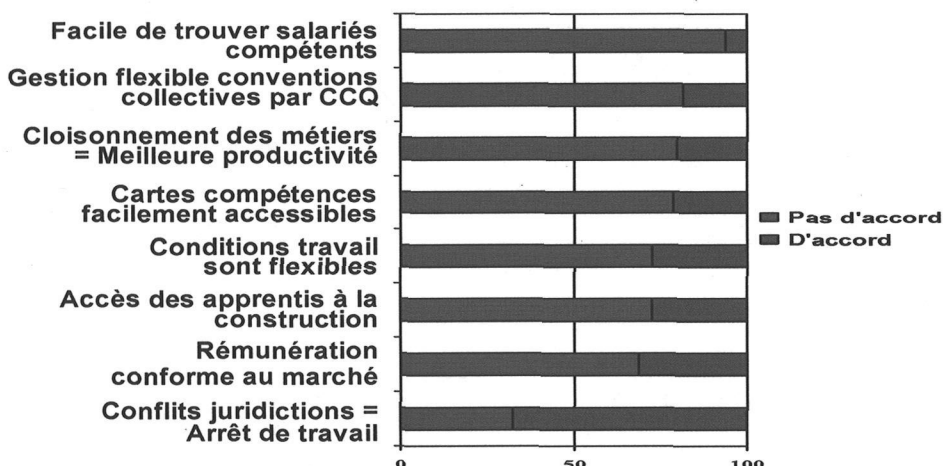 Facile de trouver salariés
compétents
Gestion flexible conventions
collectives par CCQ
Cloisonnement des métiers
= Meilleure productivité
Cartes compétences
facilement accessibles
Conditions travail
sont flexibles
Accès des apprentis à la
construction
Rémunération
conforme au marché
Conflits juridictions =
Arrêt de travail
Pas d'accord
D'accord
0 50 100